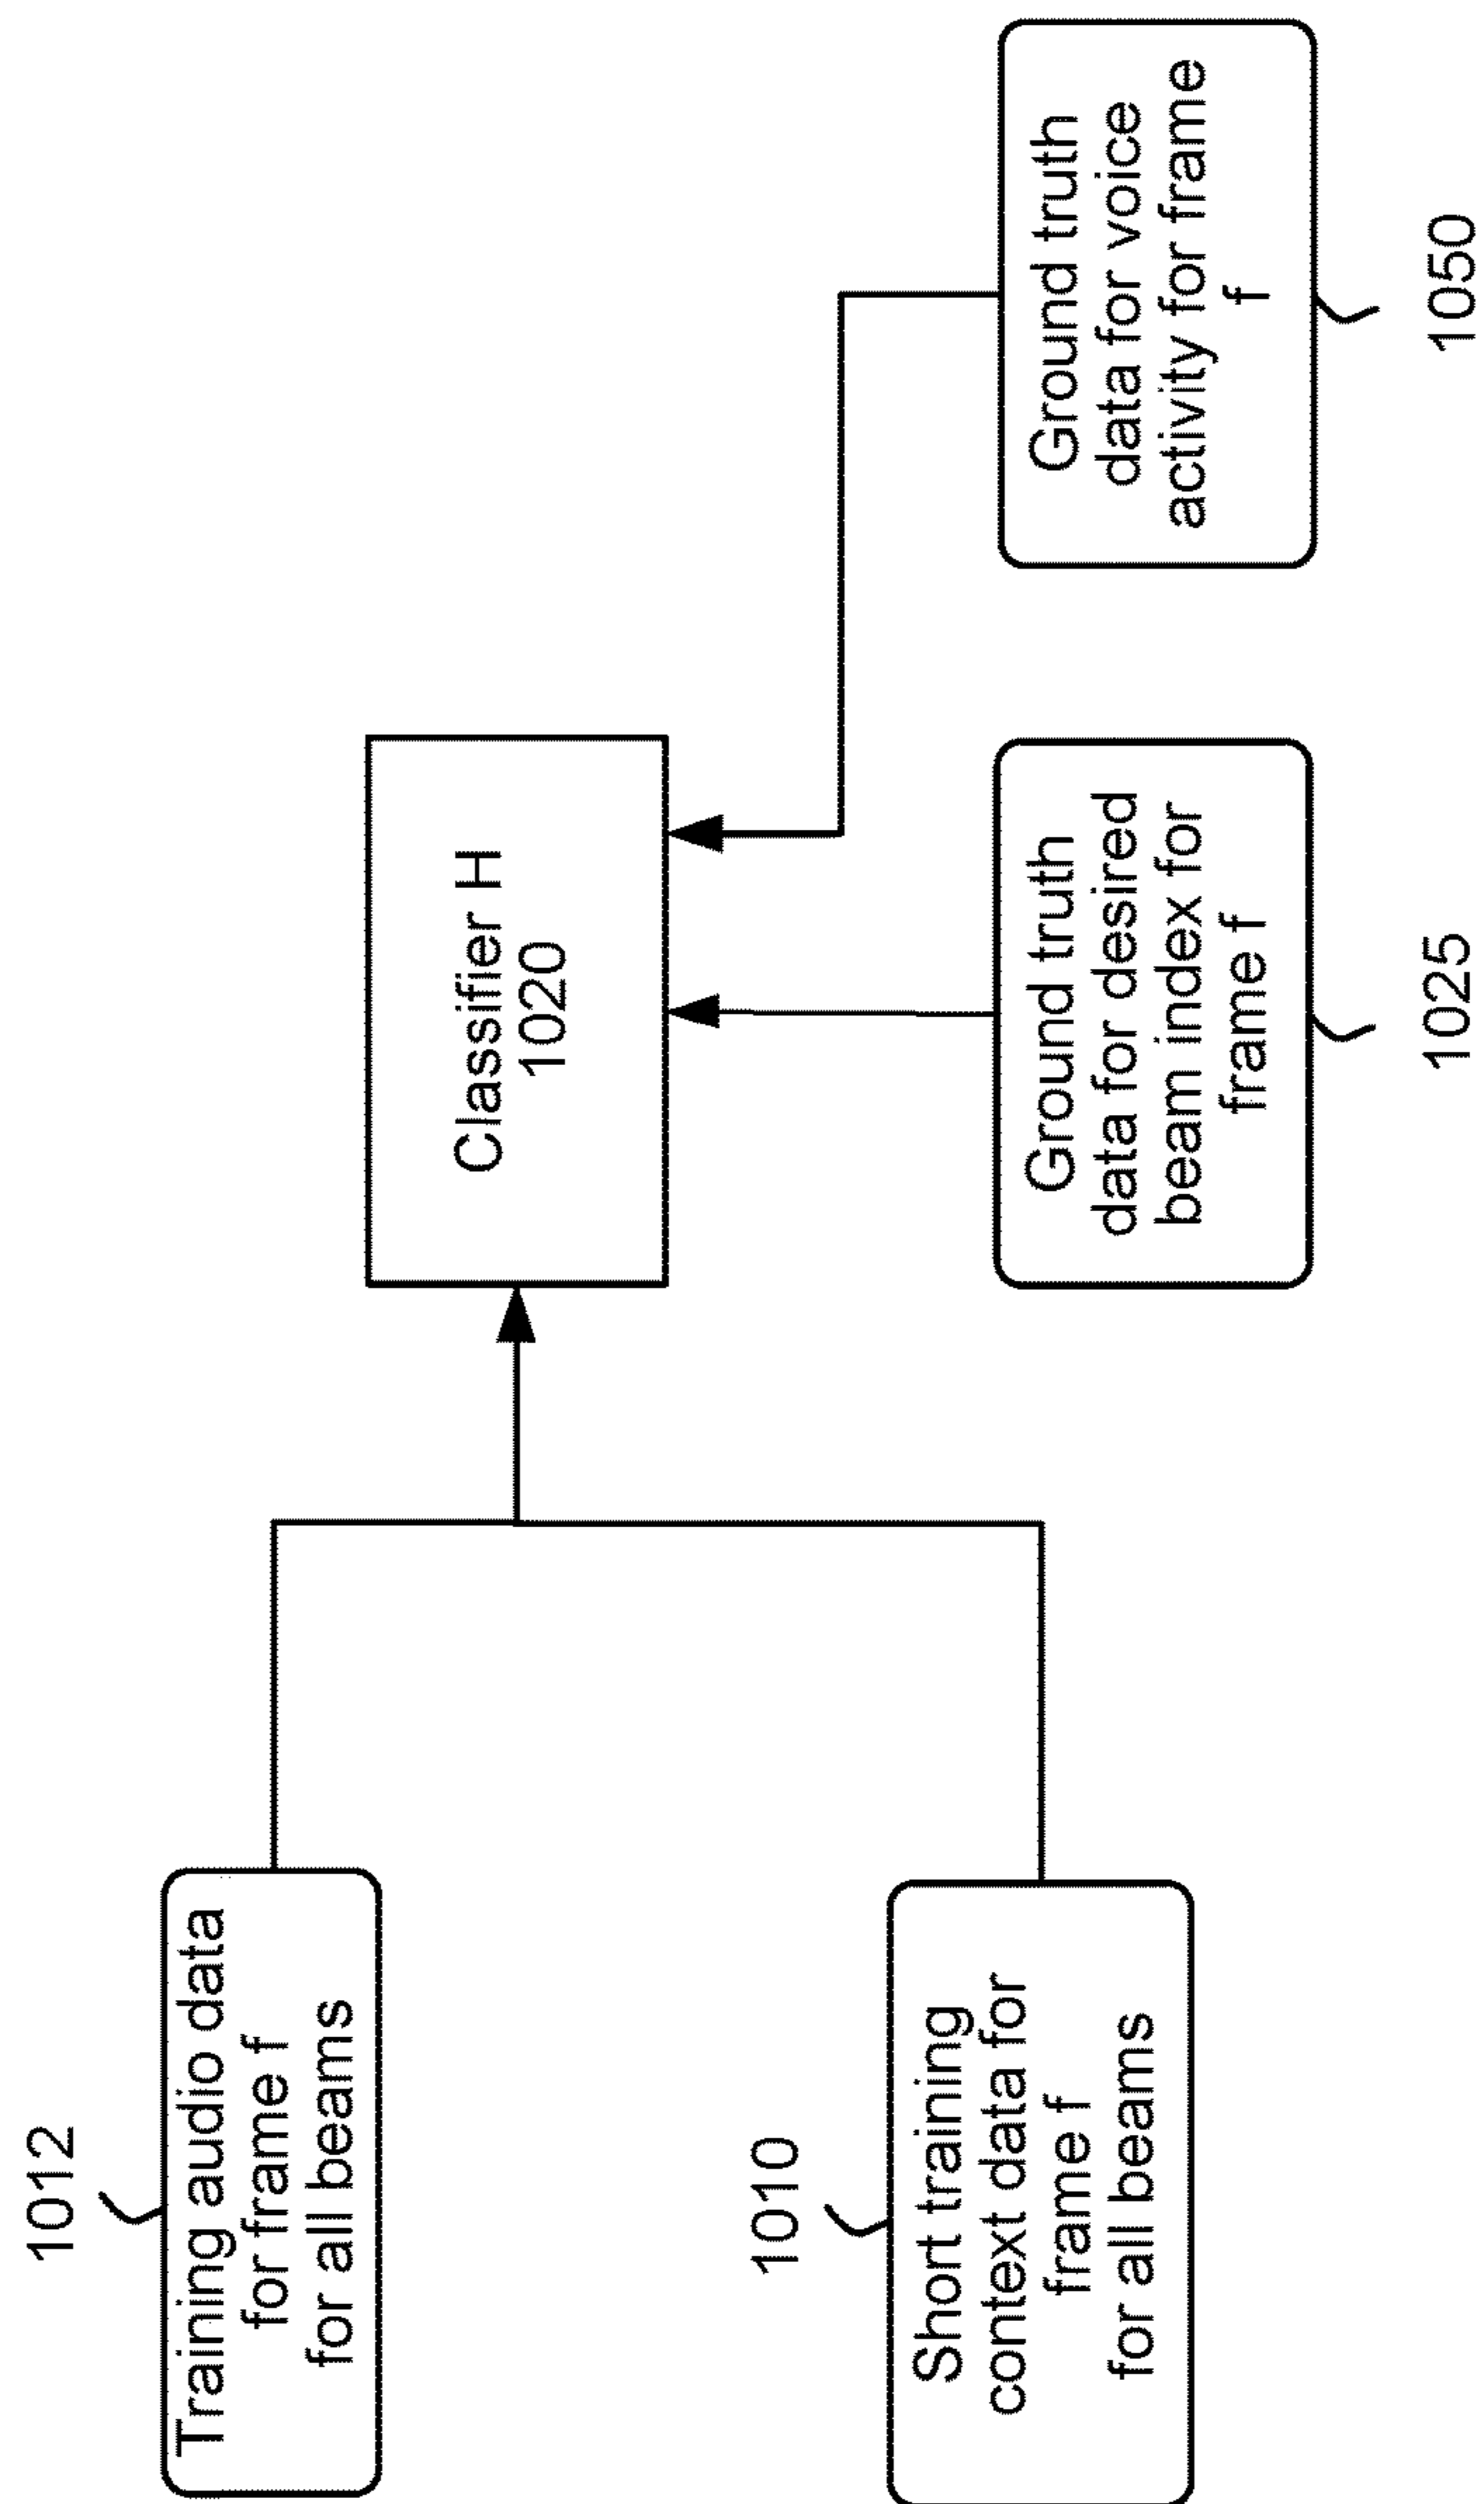 1012
Training audio data
for frame f
for all beams
1010
Short training
context data for
frame f
for all beams
Classifier H
1020
Ground truth
data for desired
beam index for
frame f
1025
Ground truth
data for voice
activity for frame
f
1050